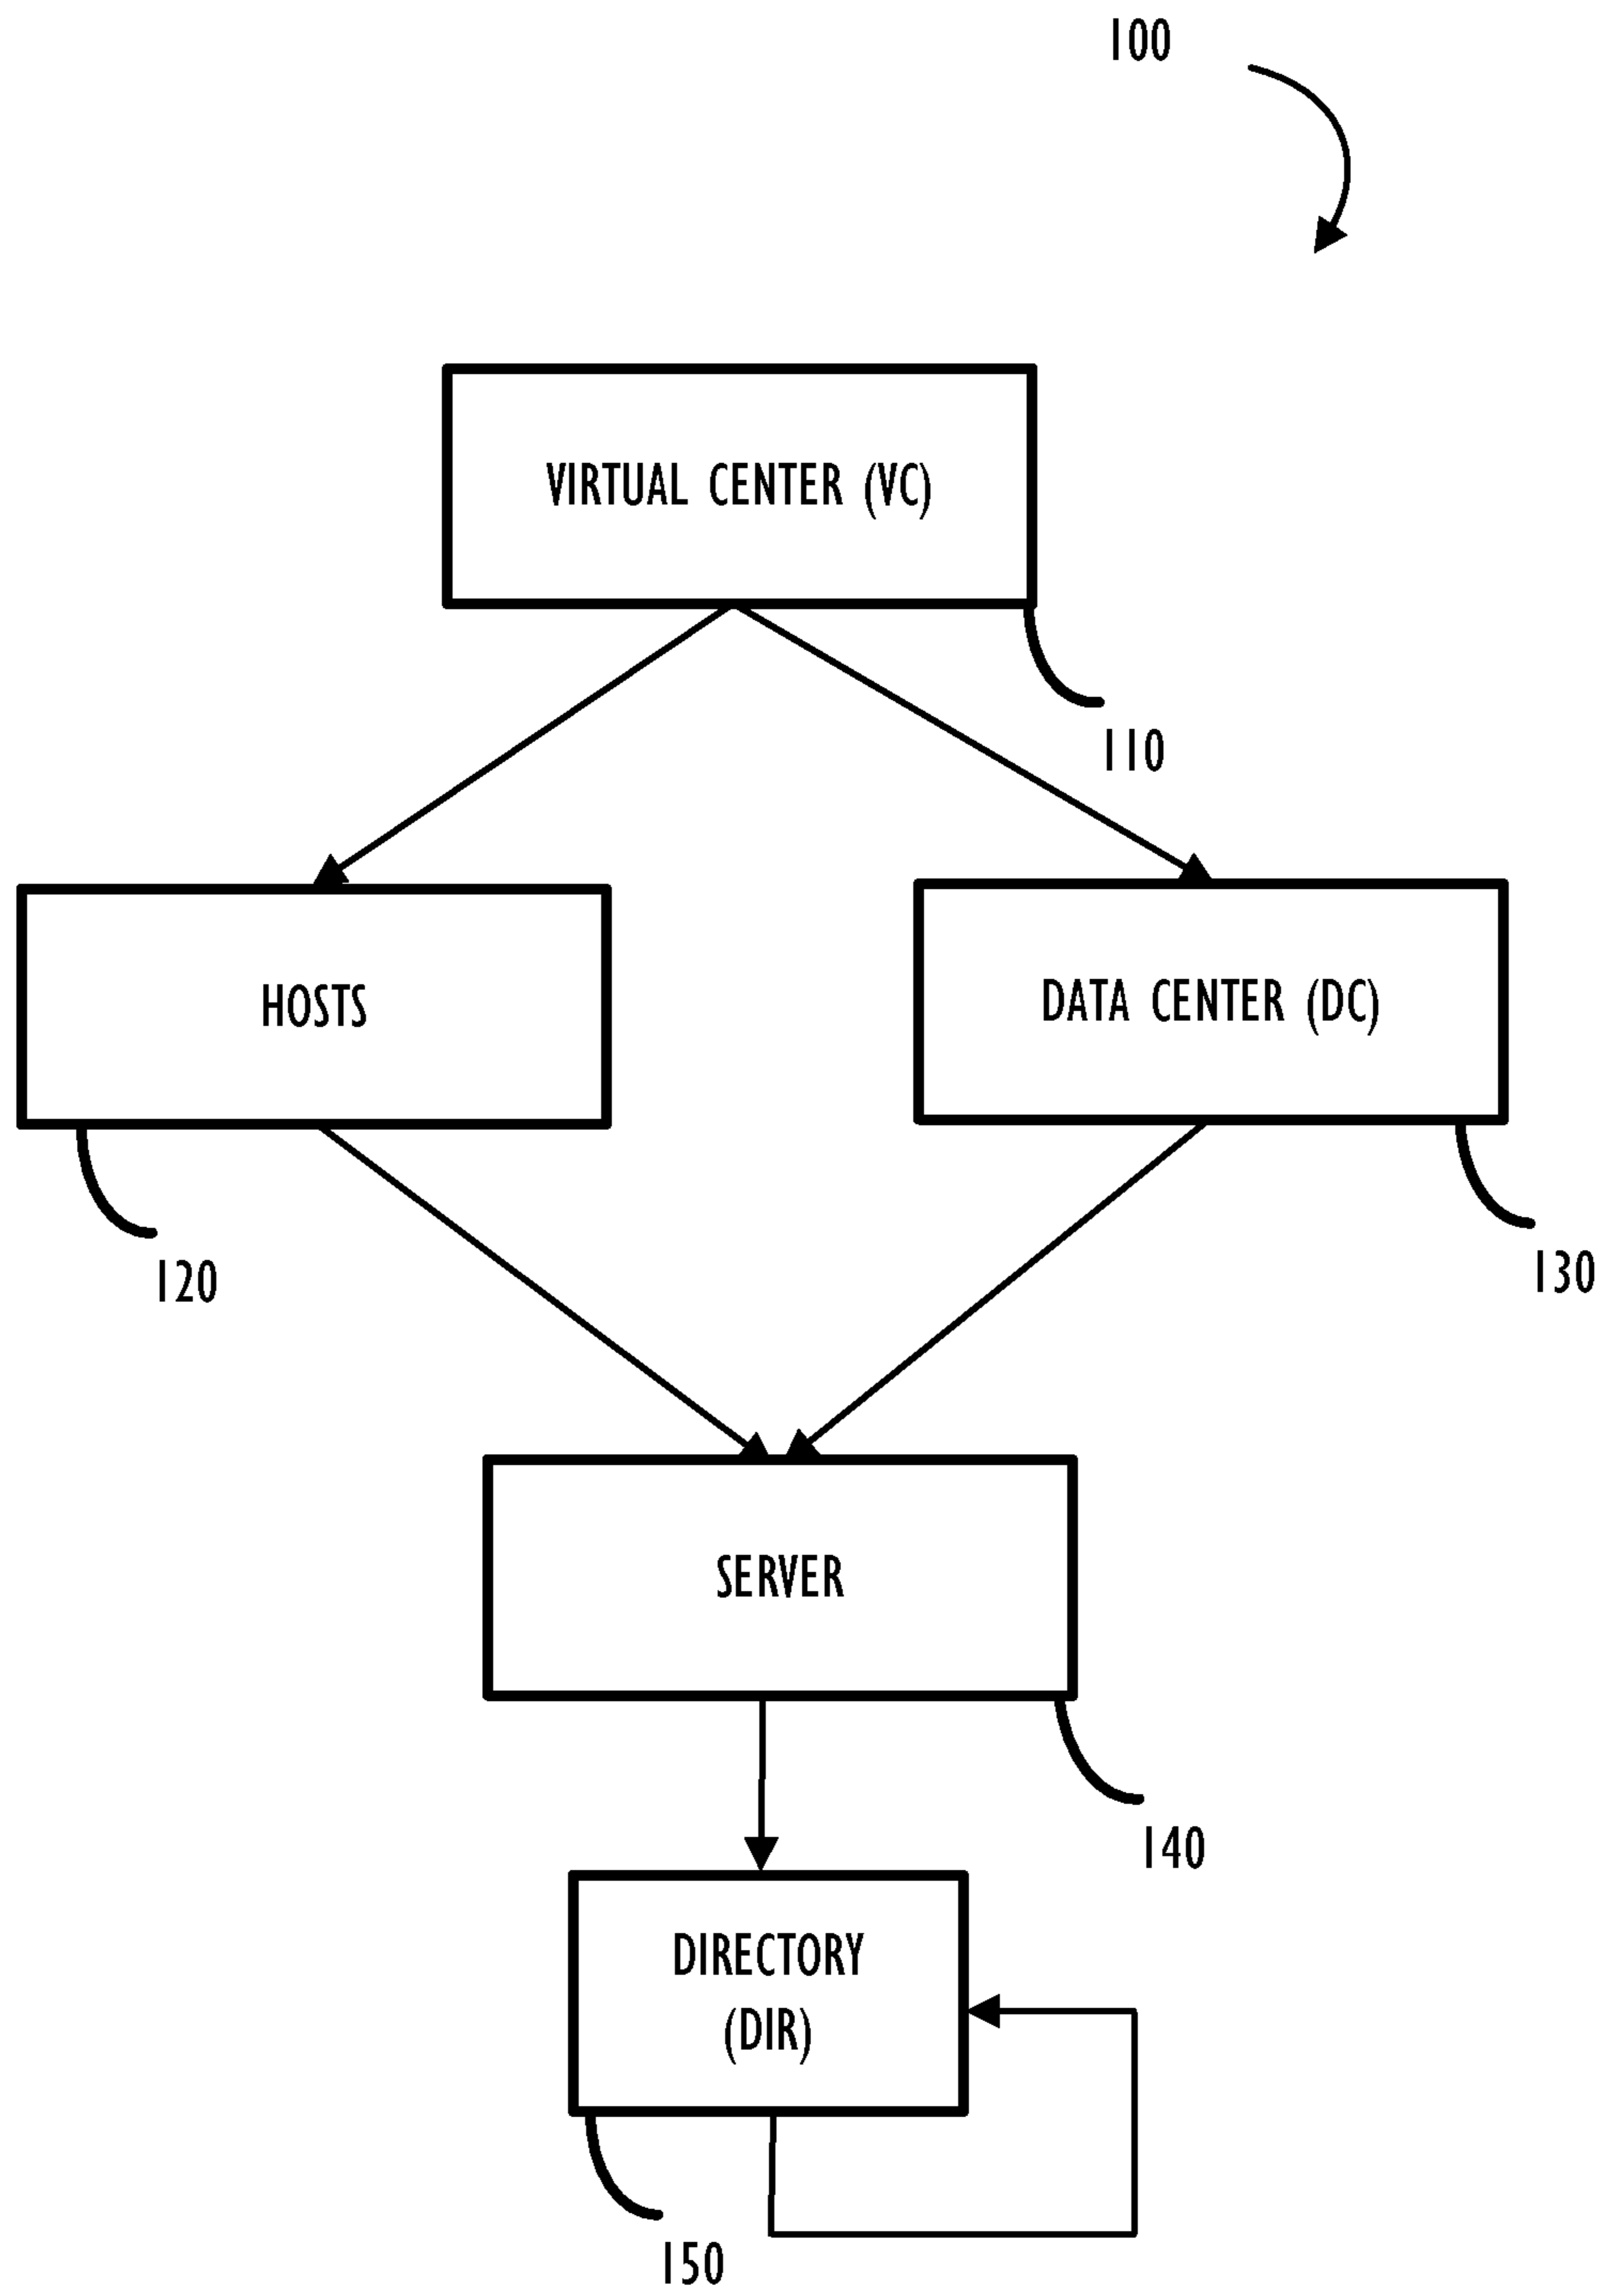 100
VIRTUAL CENTER (VC)
110
HOSTS
DATA CENTER (DC)
120
130
SERVER
140
DIRECTORY
(DIR)
150